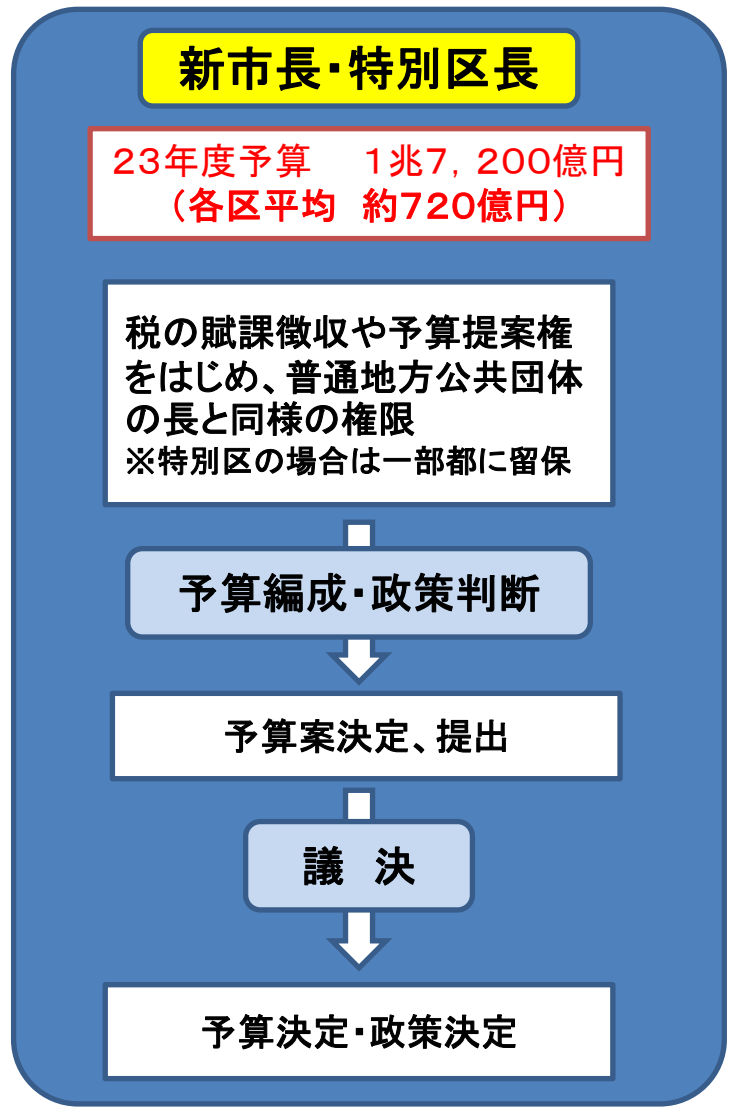 新市長・特別区長
２３年度予算　１兆７，２００億円
（各区平均　約７２０億円）
税の賦課徴収や予算提案権
をはじめ、普通地方公共団体
の長と同様の権限
※特別区の場合は一部都に留保
予算編成・政策判断
予算案決定、提出
議　決
予算決定・政策決定